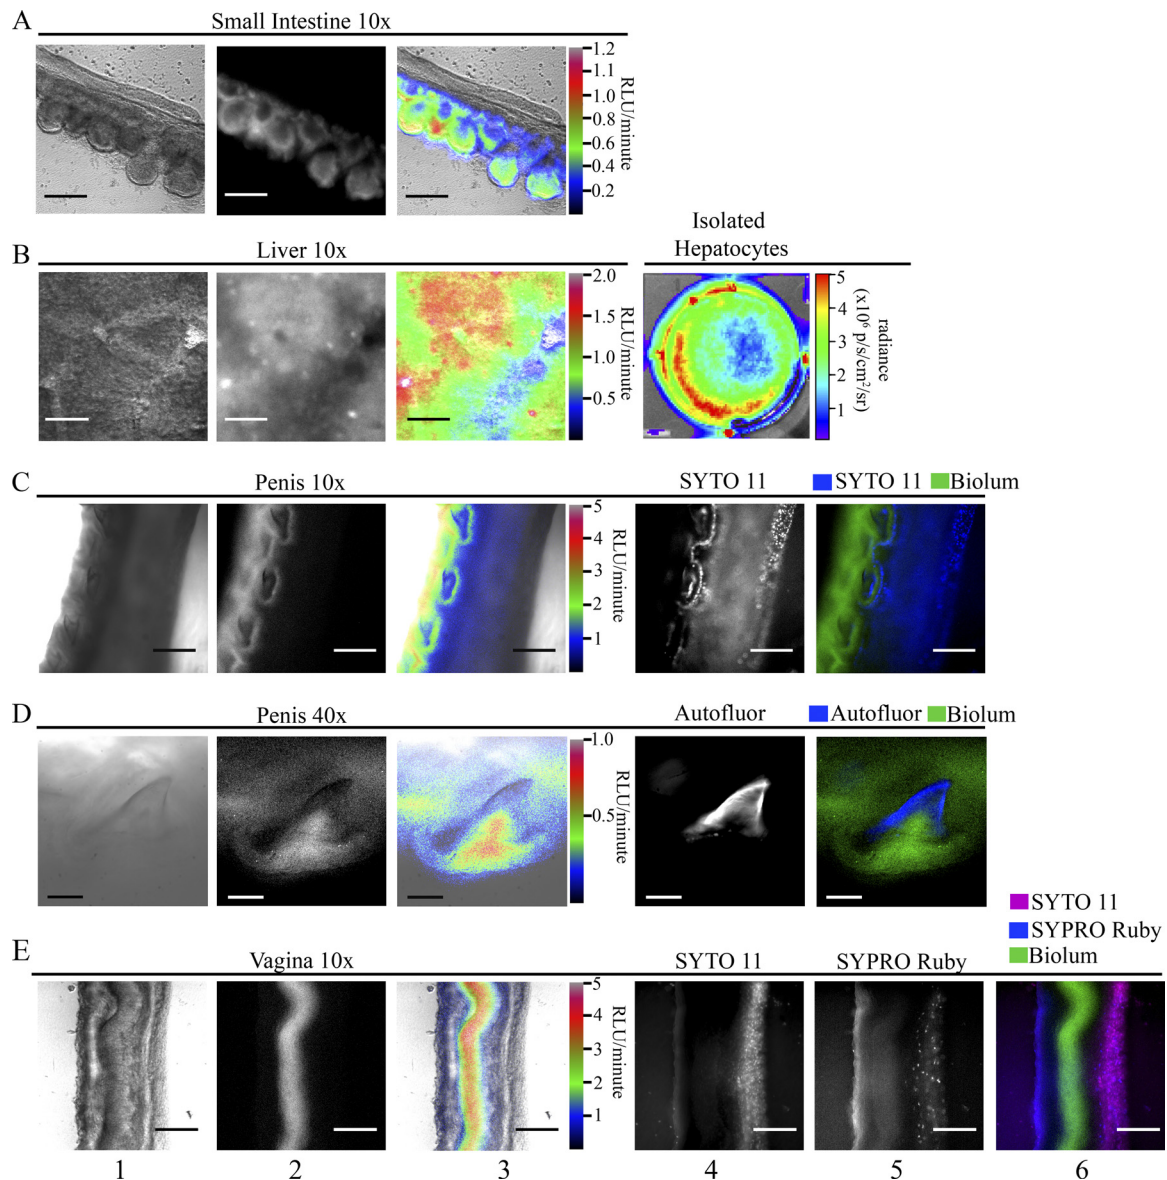 A
Small Intestine 10x
1.2
1.1
1.0
0.8
0.6
0.4
0.2
RLU/minute
B
Liver 10x
Isolated
Hepatocytes
2.0
1.5
1.0
0.5
RLU/minute
5
4
3
2
1
radiance
(x10⁶ p/s/cm²/sr)
C
Penis 10x
SYTO 11
SYTO 11 Biolum
5
4
3
2
1
RLU/minute
D
Penis 40x
Autofluor
Autofluor Biolum
1.0
0.5
RLU/minute
SYTO 11
SYPRO Ruby
Biolum
E
Vagina 10x
SYTO 11
SYPRO Ruby
5
4
3
2
1
RLU/minute
1 2 3 4 5 6